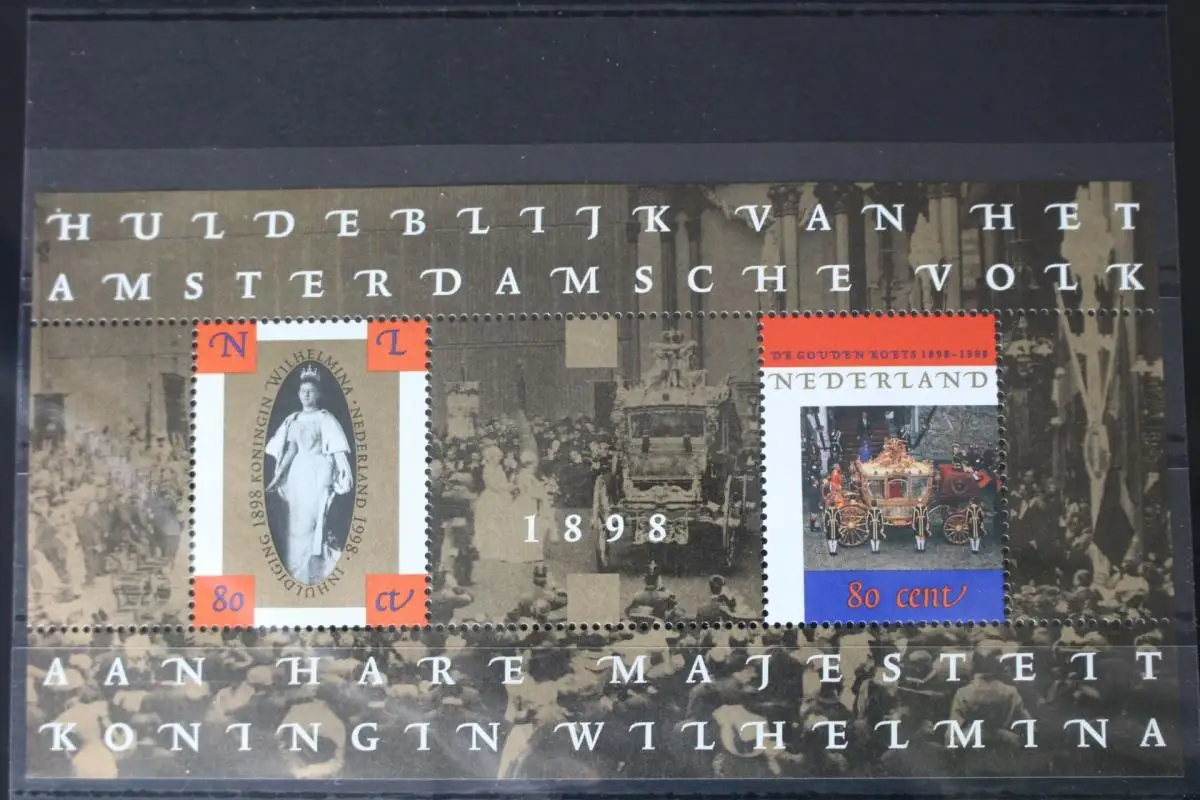 HULDEBLIJK VAN HET
AMSTERDAMSCHE VOLK
N L
1898 KONINGIN WILHELMINA · NEDERLAND 1998 · INHULDIGING
80 ct
1898
DE GOUDEN KOETS 1898-1998
NEDERLAND
80 cent
AAN HARE MAJESTEIT
KONINGIN WILHELMINA